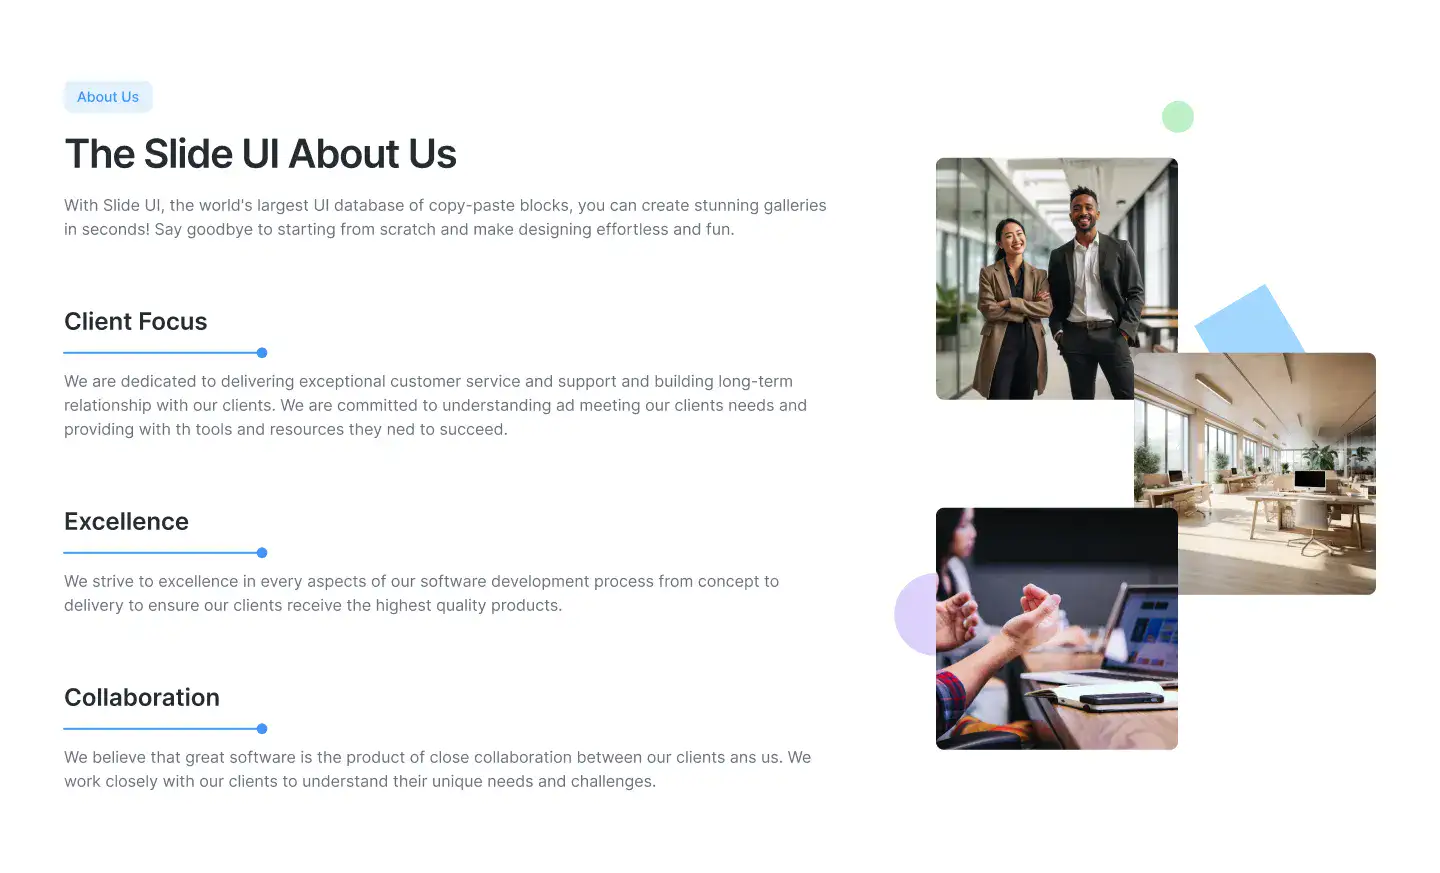 About Us
The Slide UI About Us
With Slide UI, the world's largest UI database of copy-paste blocks, you can create stunning galleries
in seconds! Say goodbye to starting from scratch and make designing effortless and fun.
Client Focus
We are dedicated to delivering exceptional customer service and support and building long-term
relationship with our clients. We are committed to understanding ad meeting our clients needs and
providing with th tools and resources they ned to succeed.
Excellence
We strive to excellence in every aspects of our software development process from concept to
delivery to ensure our clients receive the highest quality products.
Collaboration
We believe that great software is the product of close collaboration between our clients ans us. We
work closely with our clients to understand their unique needs and challenges.